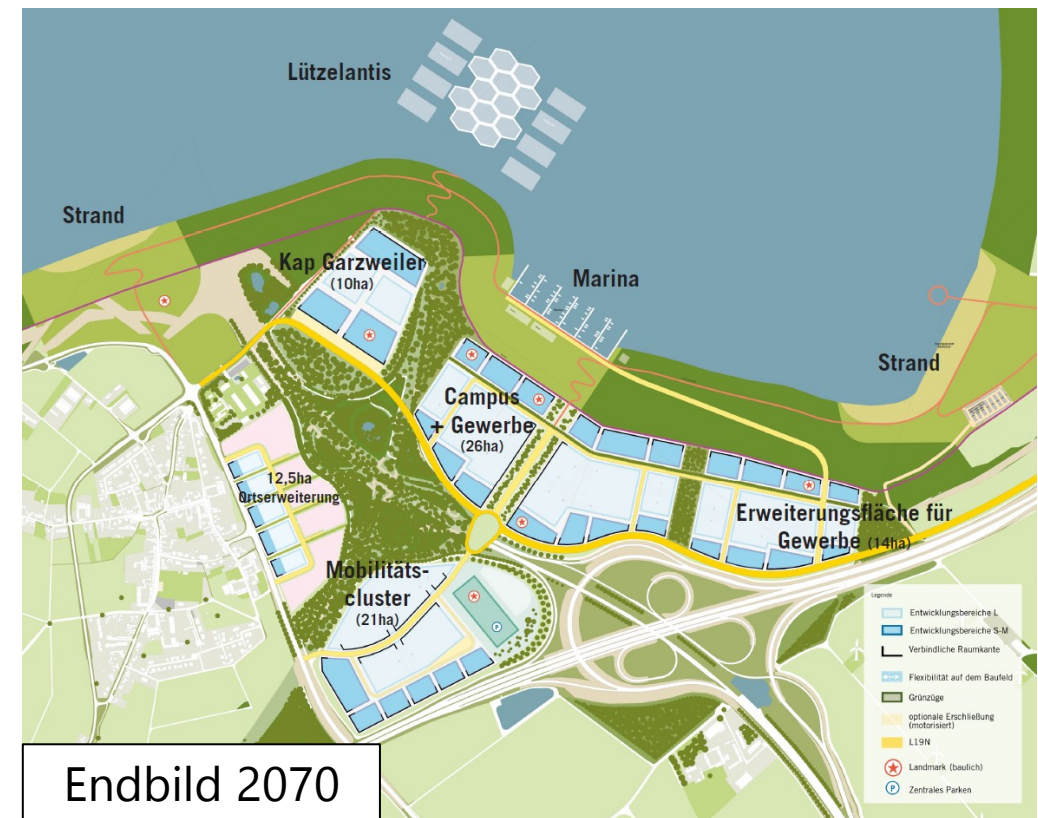 Lützelantis
Strand
Kap Garzweiler
(10ha)
Marina
Strand
Campus
+ Gewerbe
(26ha)
12,5ha
Ortserweiterung
Erweiterungsfläche für
Gewerbe (14ha)
Mobilitäts-
cluster
(21ha)
P
Legende
Entwicklungsbereiche L
Entwicklungsbereiche S-M
Verbindliche Raumkante
Flexibilität auf dem Baufeld
Grünzüge
optionale Erschließung
(motorisiert)
L19N
Landmark (baulich)
P Zentrales Parken
Endbild 2070